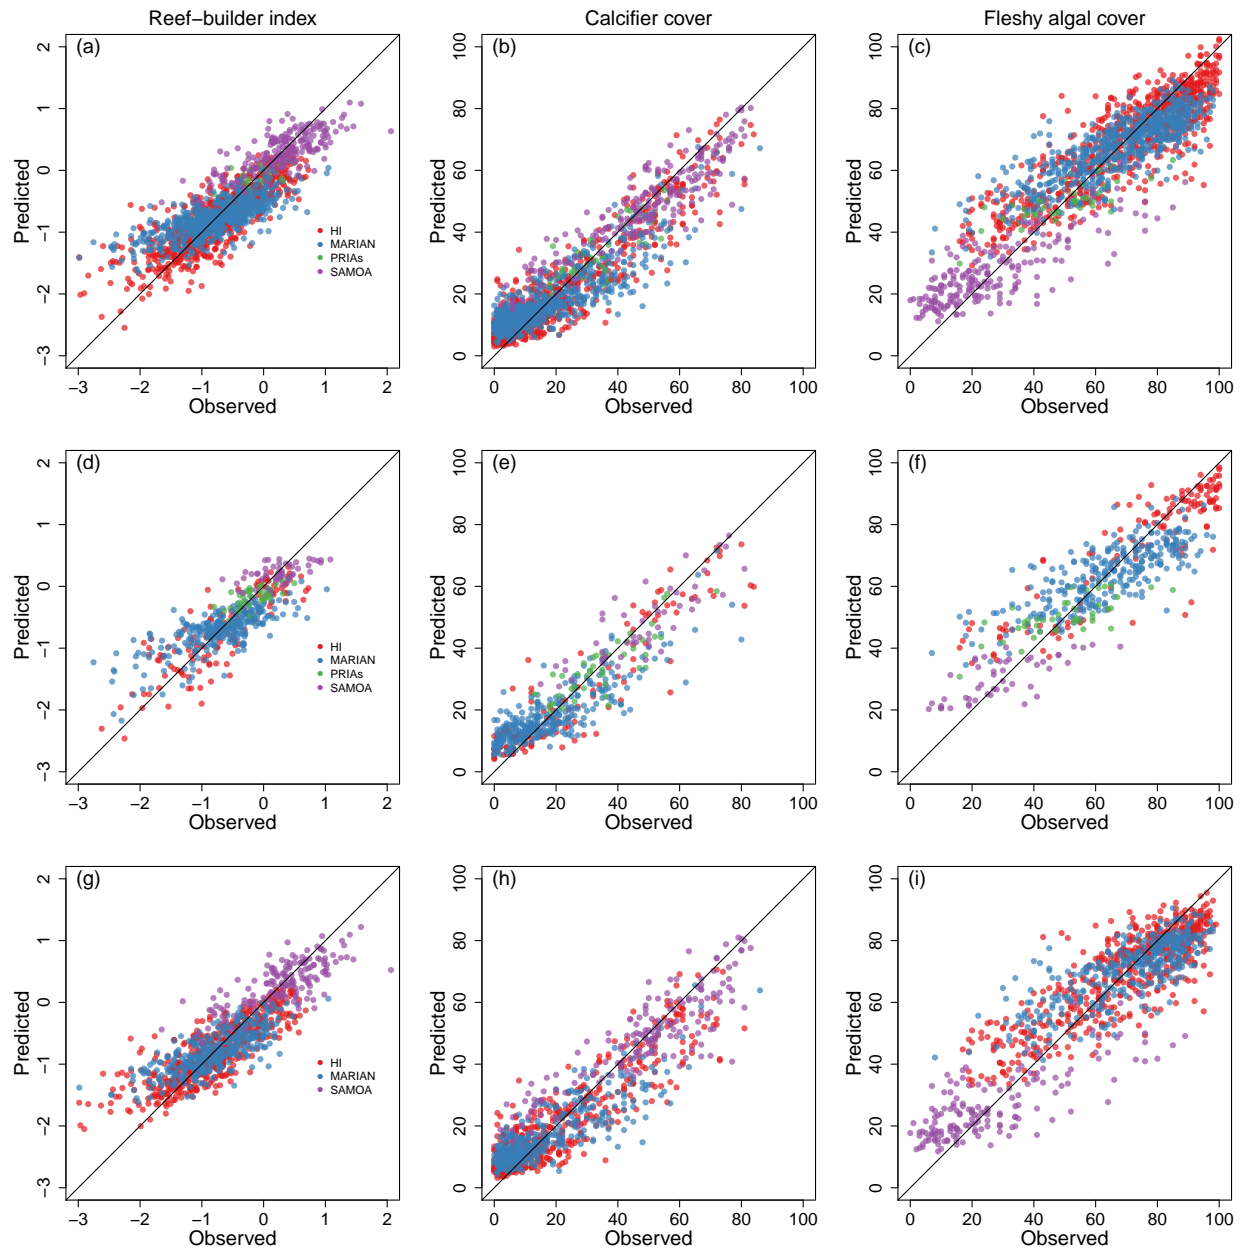 Reef−builder index
Calcifier cover
Fleshy algal cover
(a)
2
1
0
−1
−2
−3
Predicted
HI
MARIAN
PRIAs
SAMOA
−3 −2 −1 0 1 2
Observed
(b)
100
80
60
40
20
0
Predicted
0 20 40 60 80 100
Observed
(c)
100
80
60
40
20
0
Predicted
0 20 40 60 80 100
Observed
(d)
2
1
0
−1
−2
−3
Predicted
HI
MARIAN
PRIAs
SAMOA
−3 −2 −1 0 1 2
Observed
(e)
100
80
60
40
20
0
Predicted
0 20 40 60 80 100
Observed
(f)
100
80
60
40
20
0
Predicted
0 20 40 60 80 100
Observed
(g)
2
1
0
−1
−2
−3
Predicted
HI
MARIAN
SAMOA
−3 −2 −1 0 1 2
Observed
(h)
100
80
60
40
20
0
Predicted
0 20 40 60 80 100
Observed
(i)
100
80
60
40
20
0
Predicted
0 20 40 60 80 100
Observed